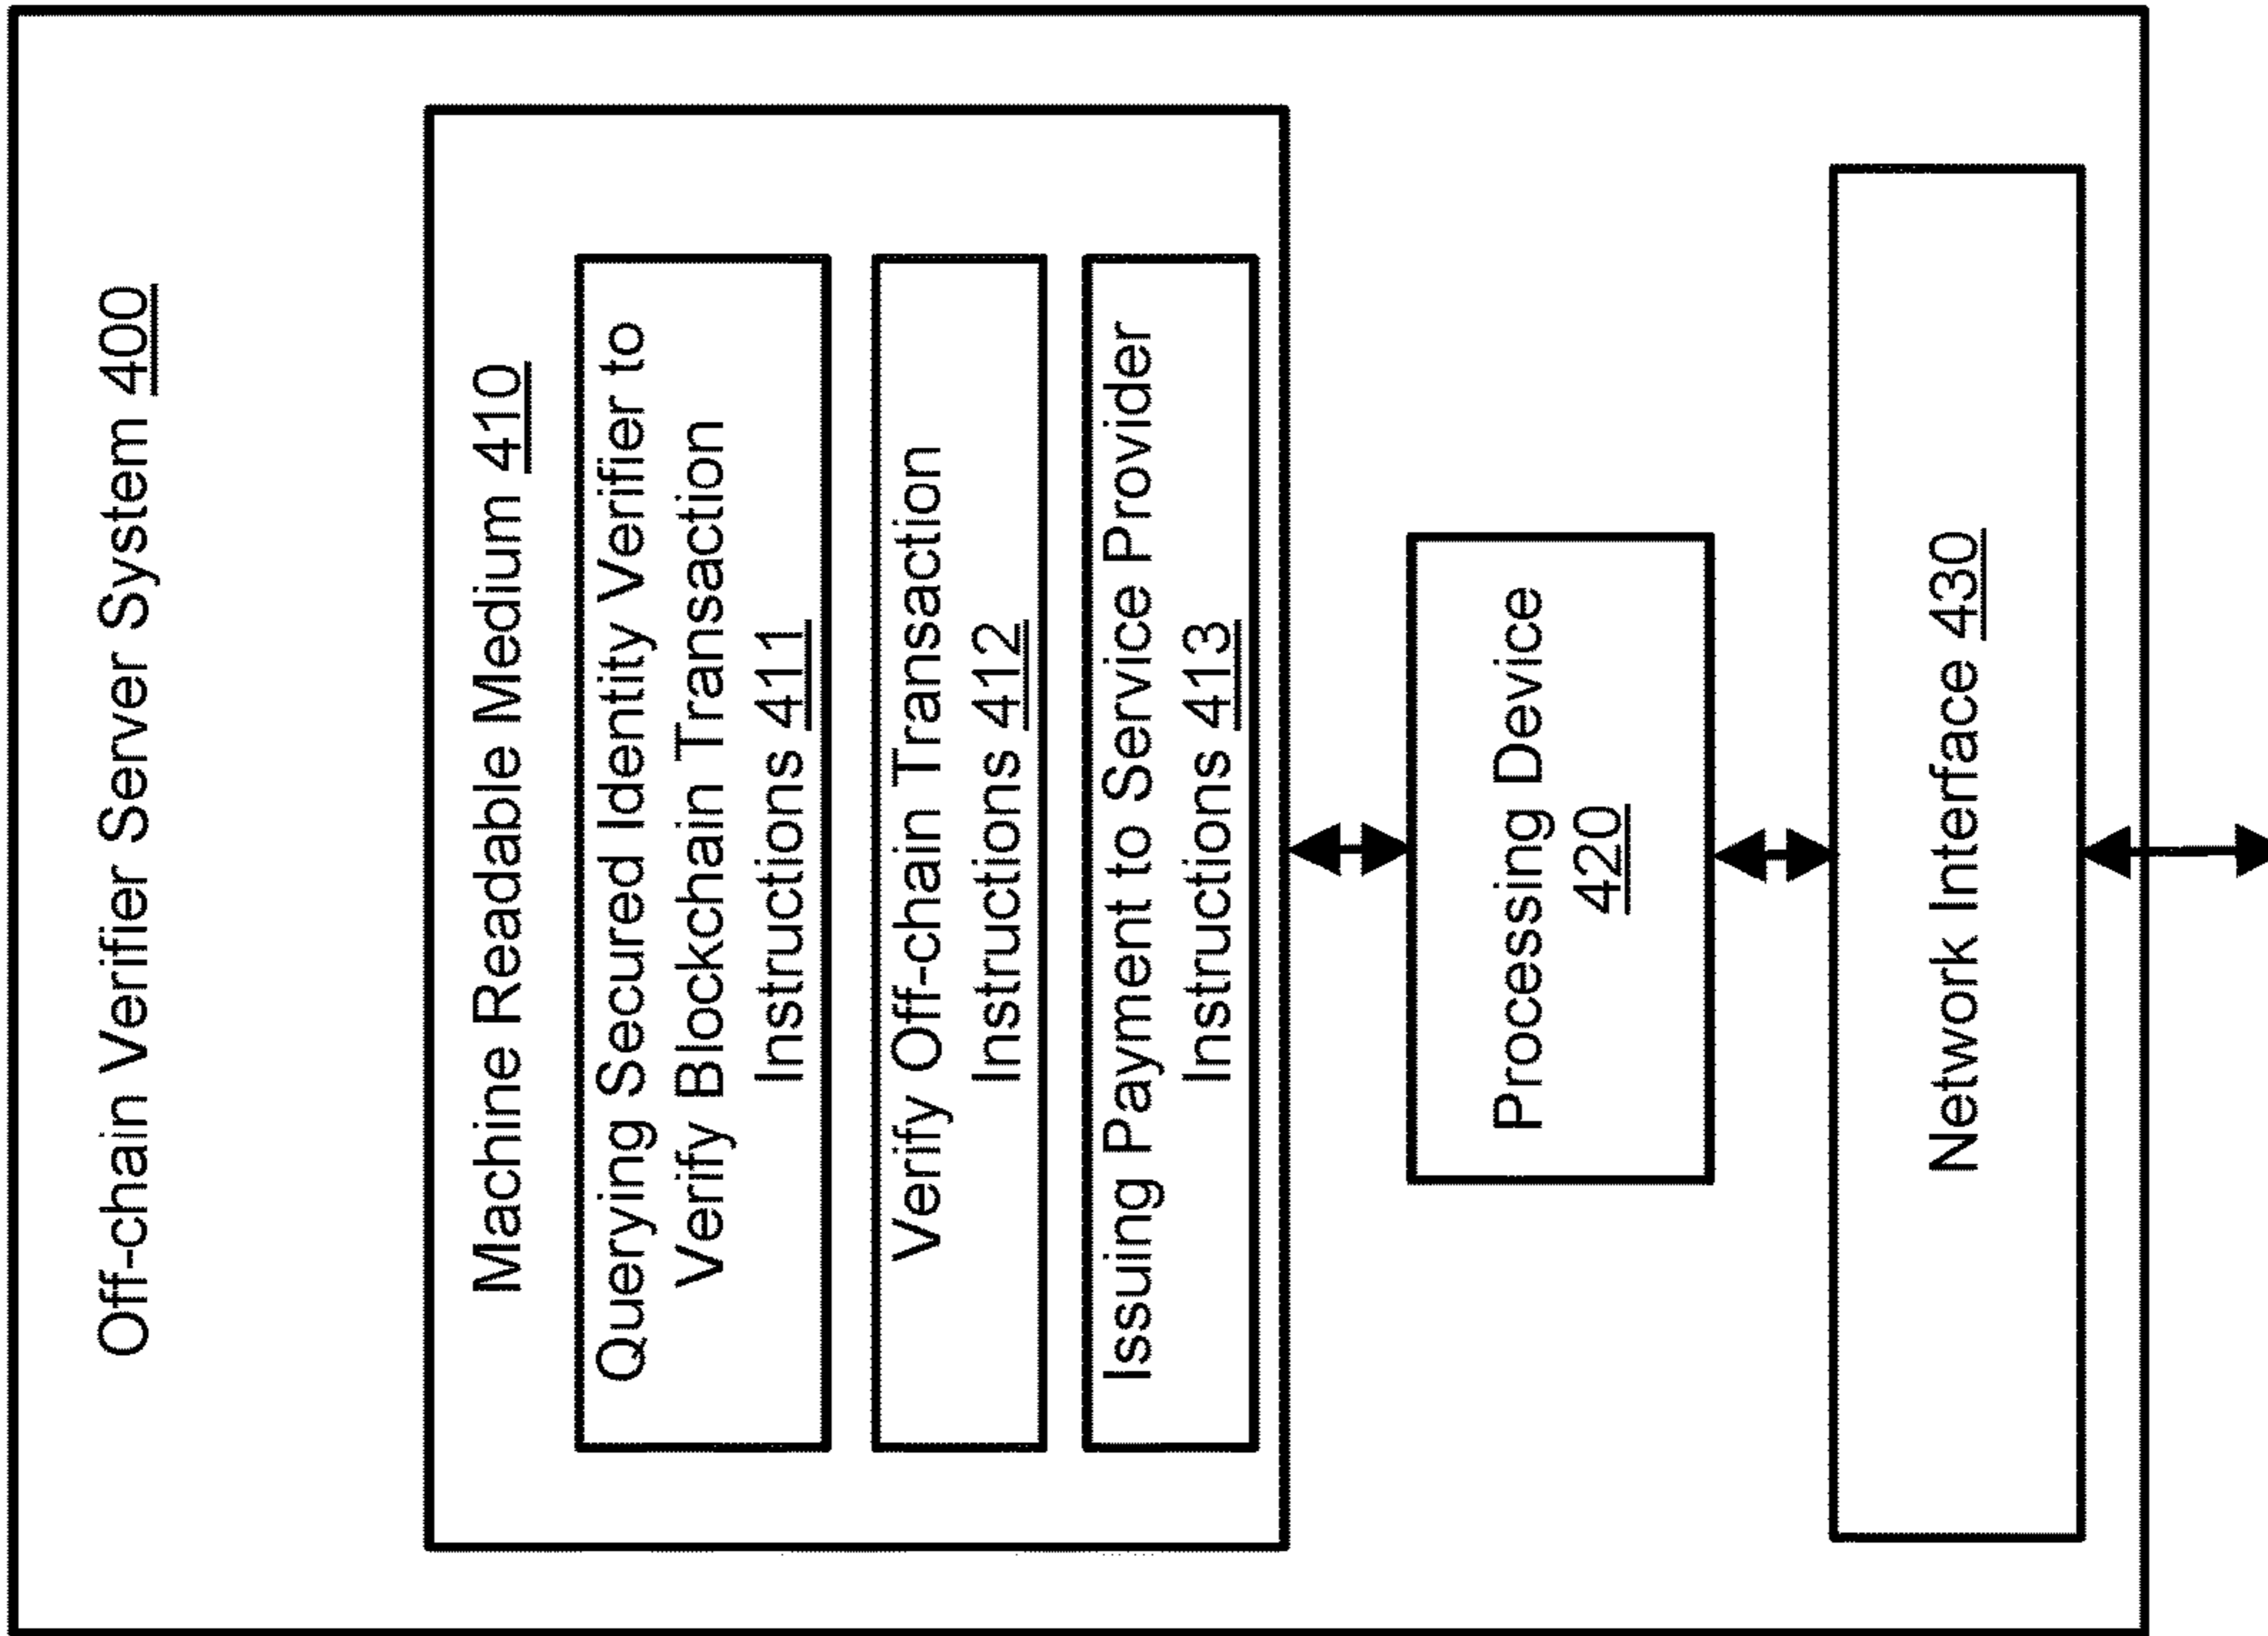 Off-chain Verifier Server System 400
Machine Readable Medium 410
Querying Secured Identity Verifier to
Verify Blockchain Transaction
Instructions 411
Verify Off-chain Transaction
Instructions 412
Issuing Payment to Service Provider
Instructions 413
Processing Device
420
Network Interface 430